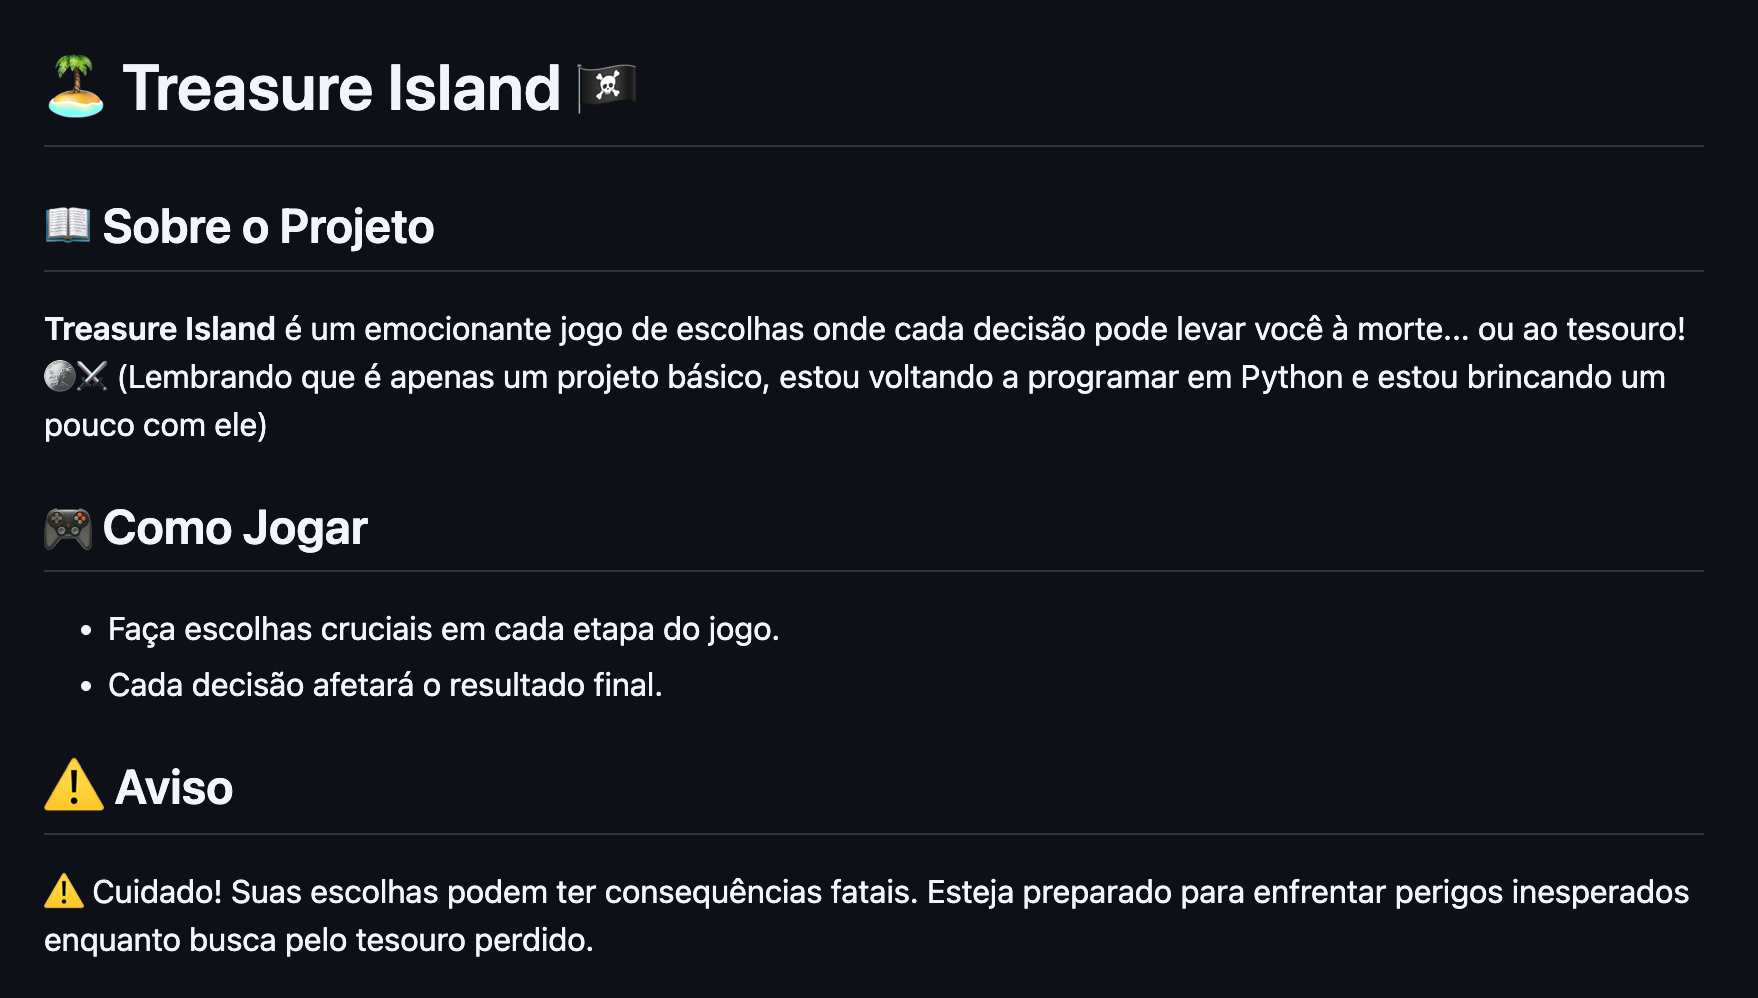 🏝️ Treasure Island 🏴‍☠️
📖 Sobre o Projeto
Treasure Island é um emocionante jogo de escolhas onde cada decisão pode levar você à morte... ou ao tesouro!
🪙⚔️ (Lembrando que é apenas um projeto básico, estou voltando a programar em Python e estou brincando um
pouco com ele)
🎮 Como Jogar
• Faça escolhas cruciais em cada etapa do jogo.
• Cada decisão afetará o resultado final.
⚠️ Aviso
⚠️ Cuidado! Suas escolhas podem ter consequências fatais. Esteja preparado para enfrentar perigos inesperados
enquanto busca pelo tesouro perdido.